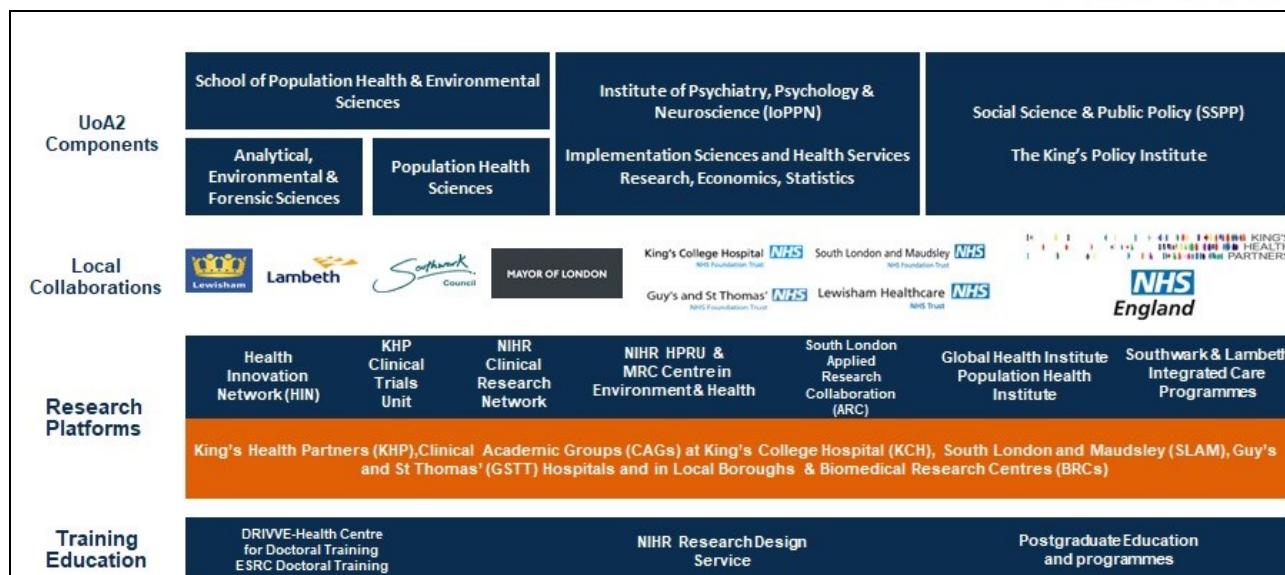 UoA2
Components
School of Population Health & Environmental
Sciences
Analytical,
Environmental &
Forensic Sciences
Population Health
Sciences
Institute of Psychiatry, Psychology &
Neuroscience (IoPPN)
Implementation Sciences and Health Services
Research, Economics, Statistics
Social Science & Public Policy (SSPP)
The King's Policy Institute
Local
Collaborations
Lewisham
Lambeth
Southwark
Council
MAYOR OF LONDON
King's College Hospital NHS
NHS Foundation Trust
South London and Maudsley NHS
NHS Foundation Trust
Guy's and St Thomas' NHS
NHS Foundation Trust
Lewisham Healthcare NHS
NHS Trust
KING'S
HEALTH
PARTNERS
NHS
England
Research
Platforms
Health
Innovation
Network (HIN)
KHP
Clinical
Trials
Unit
NIHR
Clinical
Research
Network
NIHR HPRU &
MRC Centre in
Environment & Health
South London
Applied
Research
Collaboration
(ARC)
Global Health Institute
Population Health
Institute
Southwark & Lambeth
Integrated Care
Programmes
King's Health Partners (KHP),Clinical Academic Groups (CAGs) at King's College Hospital (KCH), South London and Maudsley (SLAM), Guy's
and St Thomas' (GSTT) Hospitals and in Local Boroughs & Biomedical Research Centres (BRCs)
Training
Education
DRIVVE-Health Centre
for Doctoral Training
ESRC Doctoral Training
NIHR Research Design
Service
Postgraduate Education
and programmes